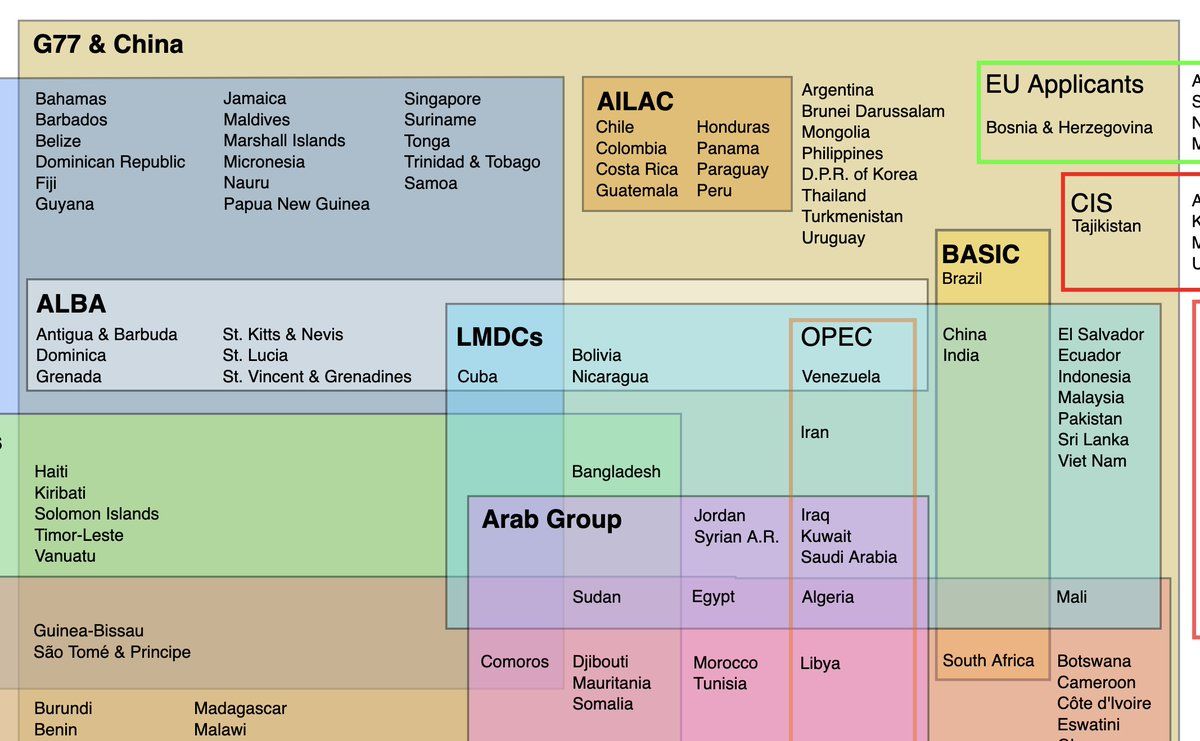 G77 & China
Bahamas
Barbados
Belize
Dominican Republic
Fiji
Guyana
Jamaica
Maldives
Marshall Islands
Micronesia
Nauru
Papua New Guinea
Singapore
Suriname
Tonga
Trinidad & Tobago
Samoa
AILAC
Chile
Colombia
Costa Rica
Guatemala
Honduras
Panama
Paraguay
Peru
Argentina
Brunei Darussalam
Mongolia
Philippines
D.P.R. of Korea
Thailand
Turkmenistan
Uruguay
EU Applicants
Bosnia & Herzegovina
CIS
Tajikistan
BASIC
Brazil
China
India
ALBA
Antigua & Barbuda
Dominica
Grenada
St. Kitts & Nevis
St. Lucia
St. Vincent & Grenadines
LMDCs
Cuba
Bolivia
Nicaragua
OPEC
Venezuela
Iran
El Salvador
Ecuador
Indonesia
Malaysia
Pakistan
Sri Lanka
Viet Nam
Haiti
Kiribati
Solomon Islands
Timor-Leste
Vanuatu
Bangladesh
Arab Group
Jordan
Syrian A.R.
Iraq
Kuwait
Saudi Arabia
Sudan
Egypt
Algeria
Mali
Guinea-Bissau
São Tomé & Principe
Comoros
Djibouti
Mauritania
Somalia
Morocco
Tunisia
Libya
South Africa
Botswana
Cameroon
Côte d'Ivoire
Eswatini
Burundi
Benin
Madagascar
Malawi